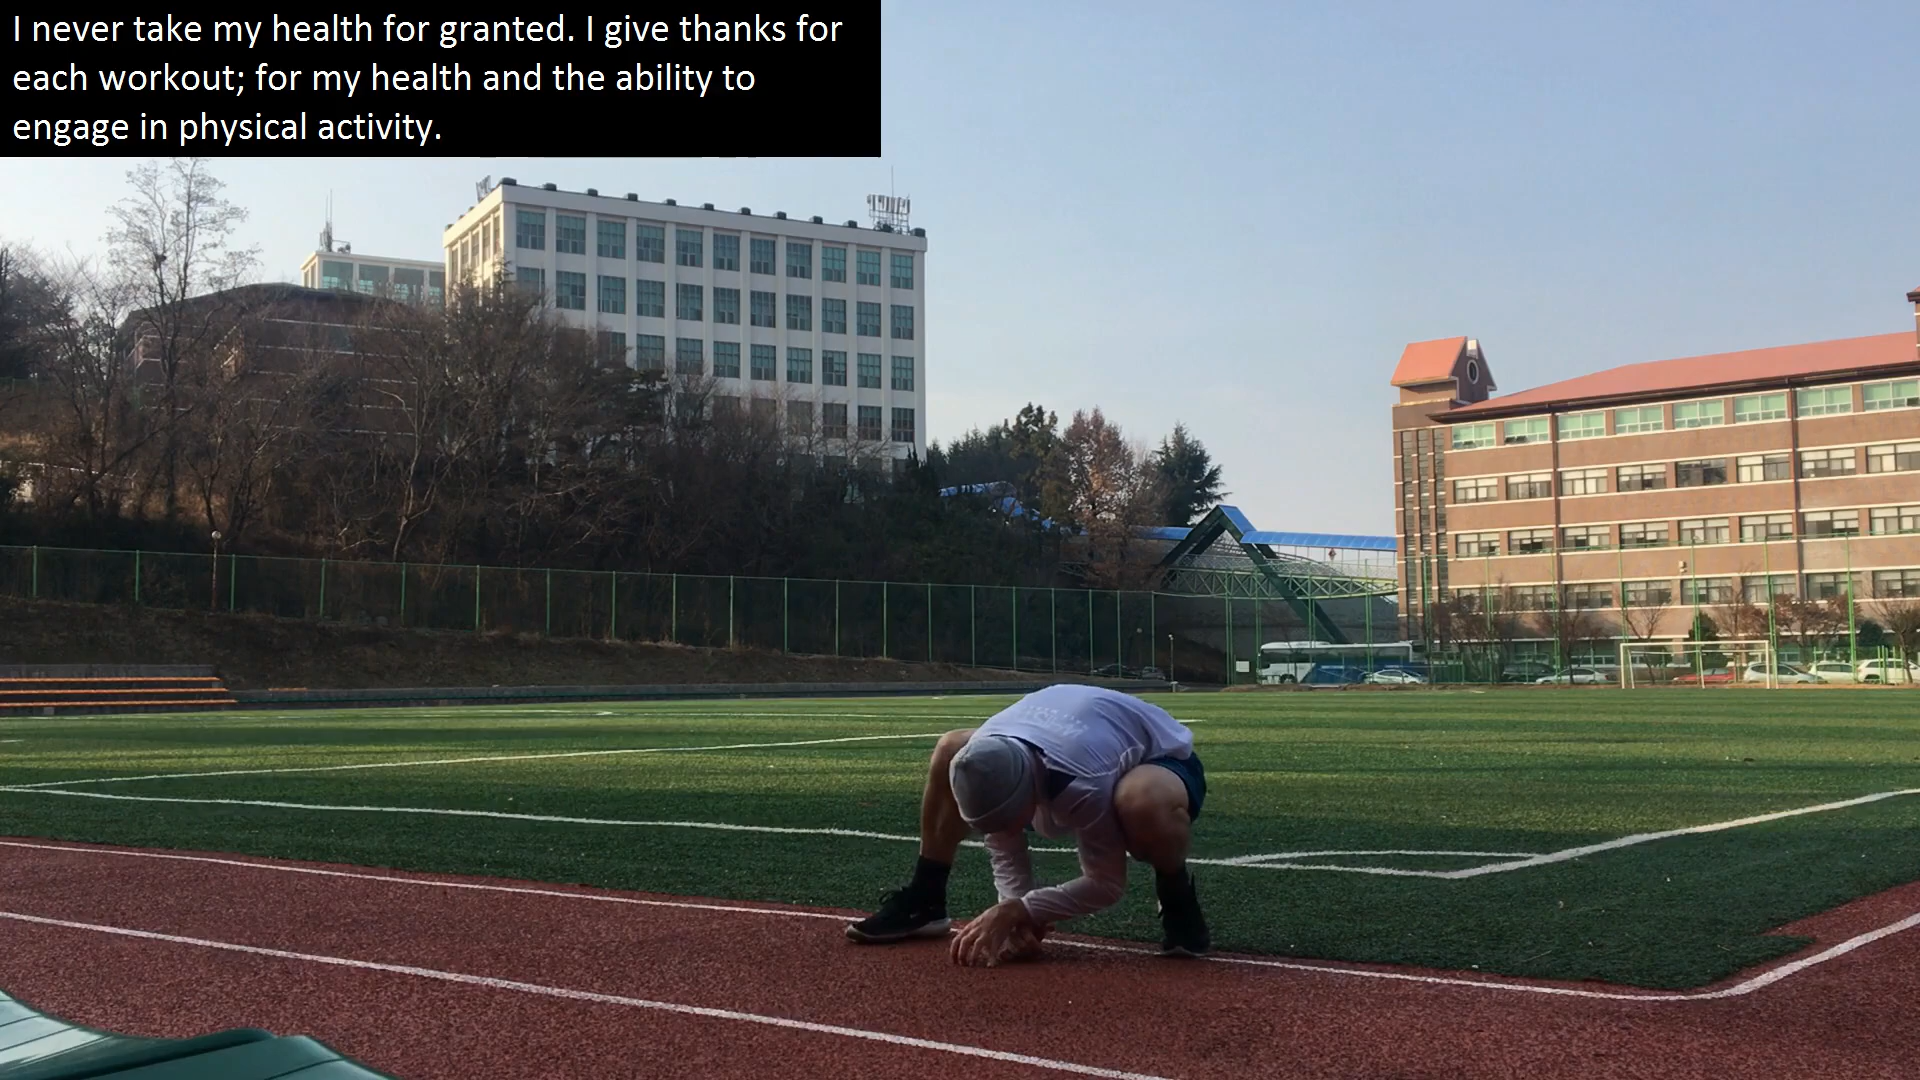 I never take my health for granted. I give thanks for
each workout; for my health and the ability to
engage in physical activity.